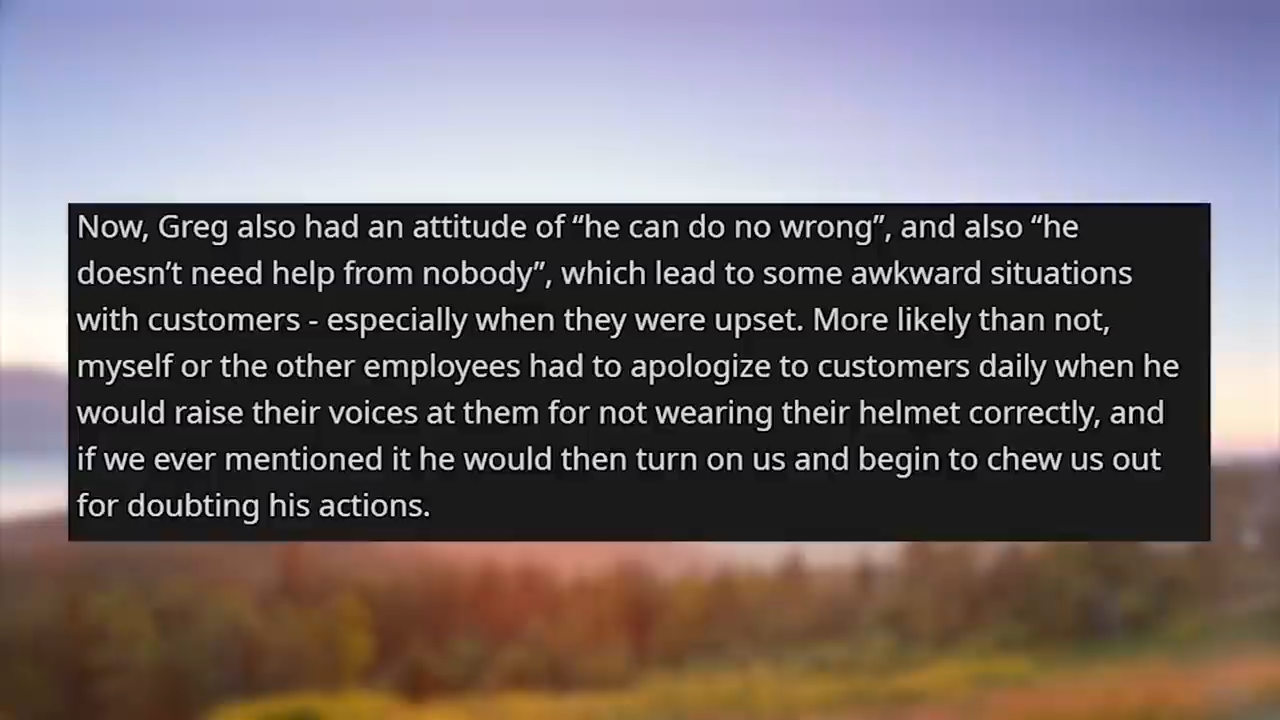 Now, Greg also had an attitude of “he can do no wrong”, and also “he
doesn’t need help from nobody”, which lead to some awkward situations
with customers - especially when they were upset. More likely than not,
myself or the other employees had to apologize to customers daily when he
would raise their voices at them for not wearing their helmet correctly, and
if we ever mentioned it he would then turn on us and begin to chew us out
for doubting his actions.